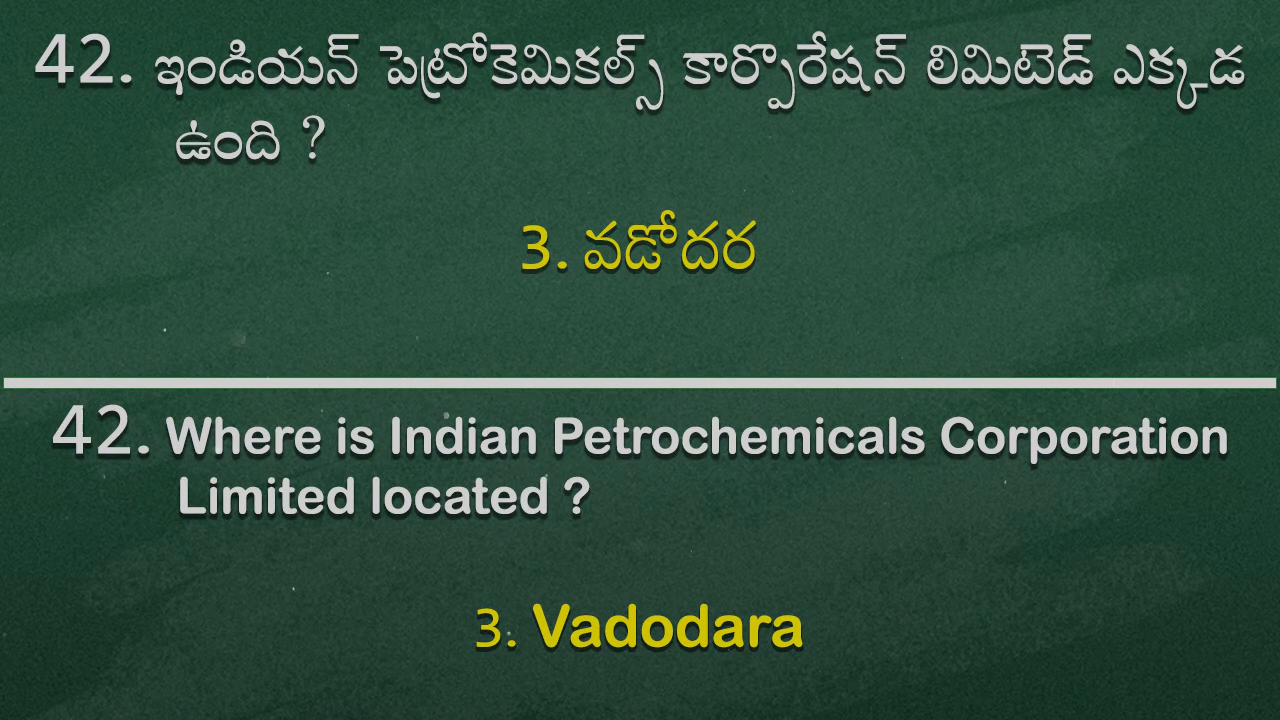 42. ఇండియన్ పెట్రోకెమికల్స్ కార్పొరేషన్ లిమిటెడ్ ఎక్కడ
ఉంది ?
3. వడోదర
42. Where is Indian Petrochemicals Corporation
Limited located ?
3. Vadodara